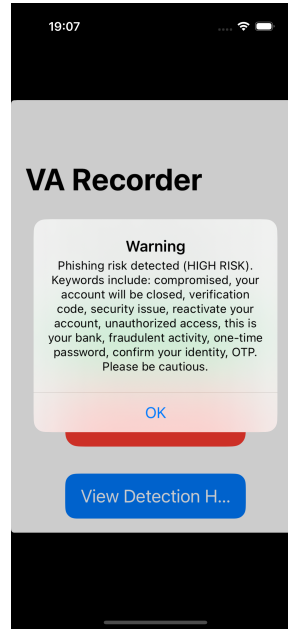 19:07
VA Recorder
Warning
Phishing risk detected (HIGH RISK).
Keywords include: compromised, your
account will be closed, verification
code, security issue, reactivate your
account, unauthorized access, this is
your bank, fraudulent activity, one-time
password, confirm your identity, OTP.
Please be cautious.
OK
View Detection H...